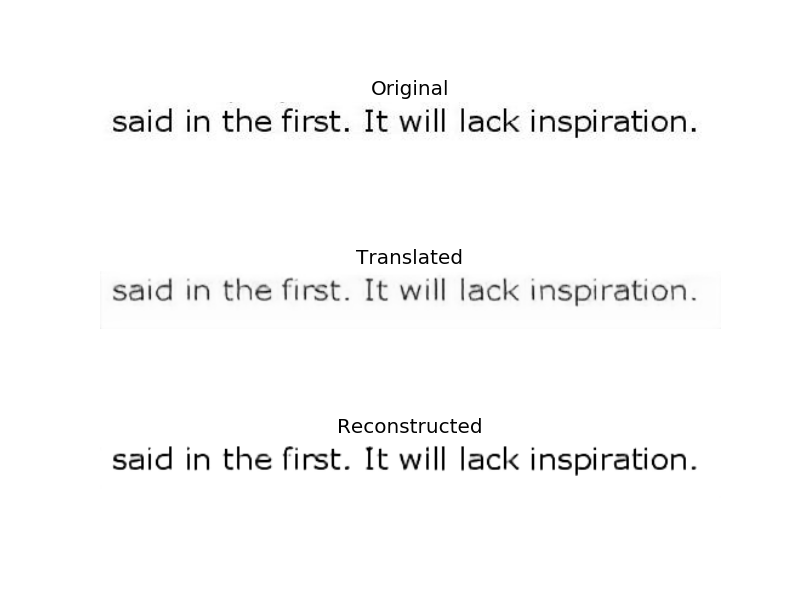 Original
said in the first. It will lack inspiration.
Translated
said in the first. It will lack inspiration.
Reconstructed
said in the first. It will lack inspiration.